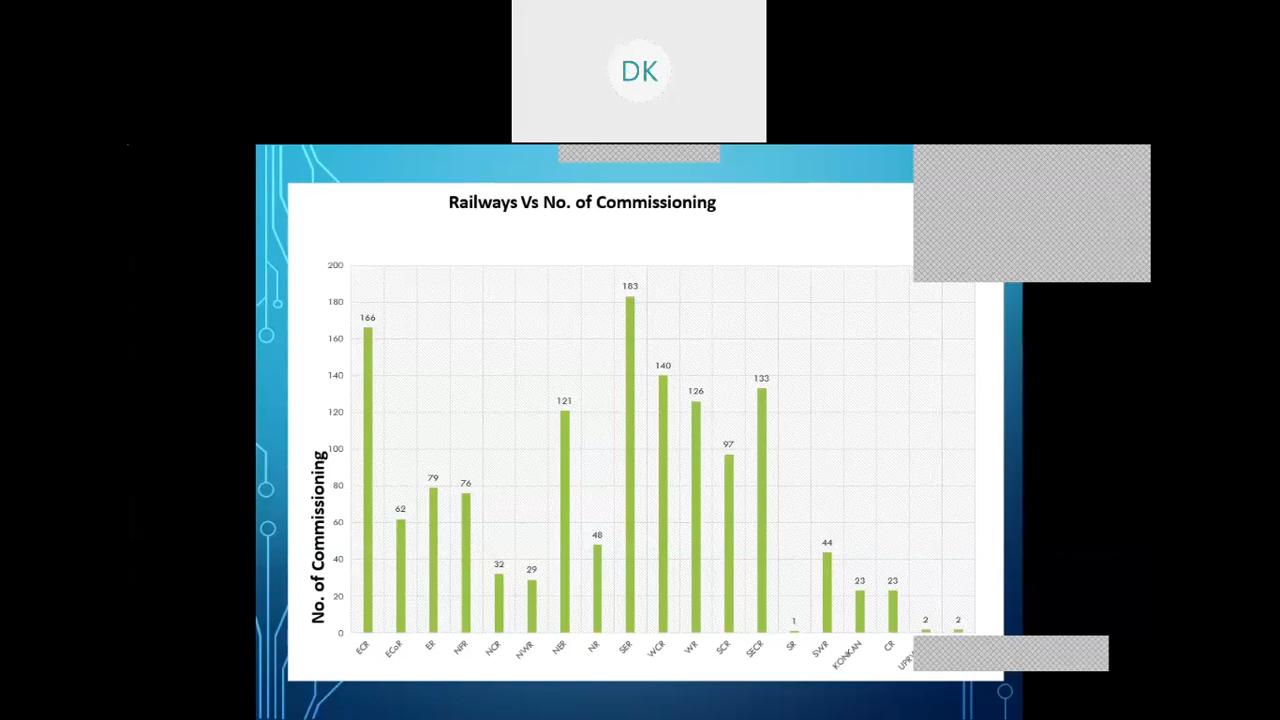 DK
Railways Vs No. of Commissioning
No. of Commissioning
200
180
160
140
120
100
80
60
40
20
0
166
62
79
76
32
29
121
48
183
140
126
97
133
1
44
23
23
2
2
ECR
ECoR
ER
NPR
NCR
NWR
NER
NR
SER
WCR
WR
SCR
SECR
SR
SWR
KONKAN
CR